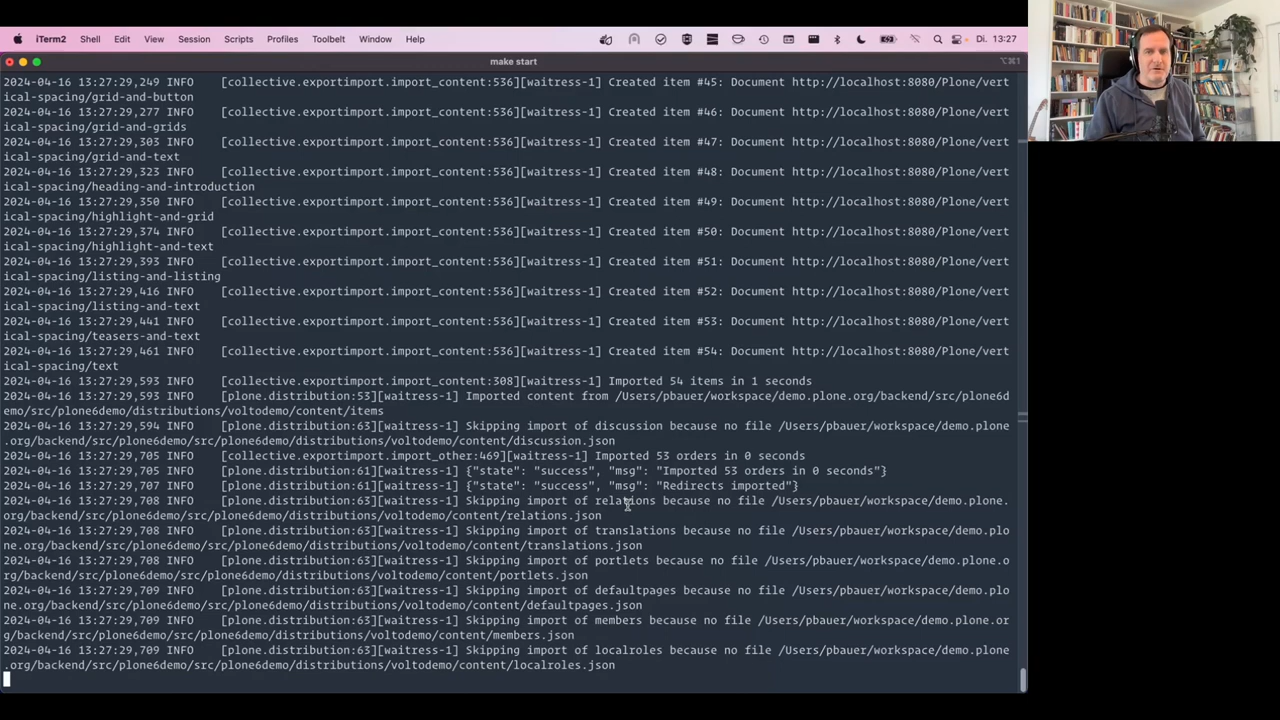 iTerm2 Shell Edit View Session Scripts Profiles Toolbelt Window Help Di. 13:27
make start ⌥⌘1
2024-04-16 13:27:29,249 INFO [collective.exportimport.import_content:536][waitress-1] Created item #45: Document http://localhost:8080/Plone/vert
ical-spacing/grid-and-button
2024-04-16 13:27:29,277 INFO [collective.exportimport.import_content:536][waitress-1] Created item #46: Document http://localhost:8080/Plone/vert
ical-spacing/grid-and-grids
2024-04-16 13:27:29,303 INFO [collective.exportimport.import_content:536][waitress-1] Created item #47: Document http://localhost:8080/Plone/vert
ical-spacing/grid-and-text
2024-04-16 13:27:29,323 INFO [collective.exportimport.import_content:536][waitress-1] Created item #48: Document http://localhost:8080/Plone/vert
ical-spacing/heading-and-introduction
2024-04-16 13:27:29,350 INFO [collective.exportimport.import_content:536][waitress-1] Created item #49: Document http://localhost:8080/Plone/vert
ical-spacing/highlight-and-grid
2024-04-16 13:27:29,374 INFO [collective.exportimport.import_content:536][waitress-1] Created item #50: Document http://localhost:8080/Plone/vert
ical-spacing/highlight-and-text
2024-04-16 13:27:29,393 INFO [collective.exportimport.import_content:536][waitress-1] Created item #51: Document http://localhost:8080/Plone/vert
ical-spacing/listing-and-listing
2024-04-16 13:27:29,416 INFO [collective.exportimport.import_content:536][waitress-1] Created item #52: Document http://localhost:8080/Plone/vert
ical-spacing/listing-and-text
2024-04-16 13:27:29,441 INFO [collective.exportimport.import_content:536][waitress-1] Created item #53: Document http://localhost:8080/Plone/vert
ical-spacing/teasers-and-text
2024-04-16 13:27:29,461 INFO [collective.exportimport.import_content:536][waitress-1] Created item #54: Document http://localhost:8080/Plone/vert
ical-spacing/text
2024-04-16 13:27:29,593 INFO [collective.exportimport.import_content:308][waitress-1] Imported 54 items in 1 seconds
2024-04-16 13:27:29,593 INFO [plone.distribution:53][waitress-1] Imported content from /Users/pbauer/workspace/demo.plone.org/backend/src/plone6d
emo/src/plone6demo/distributions/voltodemo/content/items
2024-04-16 13:27:29,594 INFO [plone.distribution:63][waitress-1] Skipping import of discussion because no file /Users/pbauer/workspace/demo.plone
.org/backend/src/plone6demo/src/plone6demo/distributions/voltodemo/content/discussion.json
2024-04-16 13:27:29,705 INFO [collective.exportimport.import_other:469][waitress-1] Imported 53 orders in 0 seconds
2024-04-16 13:27:29,705 INFO [plone.distribution:61][waitress-1] {"state": "success", "msg": "Imported 53 orders in 0 seconds"}
2024-04-16 13:27:29,707 INFO [plone.distribution:61][waitress-1] {"state": "success", "msg": "Redirects imported"}
2024-04-16 13:27:29,708 INFO [plone.distribution:63][waitress-1] Skipping import of relations because no file /Users/pbauer/workspace/demo.plone.
org/backend/src/plone6demo/src/plone6demo/distributions/voltodemo/content/relations.json
2024-04-16 13:27:29,708 INFO [plone.distribution:63][waitress-1] Skipping import of translations because no file /Users/pbauer/workspace/demo.plo
ne.org/backend/src/plone6demo/src/plone6demo/distributions/voltodemo/content/translations.json
2024-04-16 13:27:29,708 INFO [plone.distribution:63][waitress-1] Skipping import of portlets because no file /Users/pbauer/workspace/demo.plone.o
rg/backend/src/plone6demo/src/plone6demo/distributions/voltodemo/content/portlets.json
2024-04-16 13:27:29,709 INFO [plone.distribution:63][waitress-1] Skipping import of defaultpages because no file /Users/pbauer/workspace/demo.plo
ne.org/backend/src/plone6demo/src/plone6demo/distributions/voltodemo/content/defaultpages.json
2024-04-16 13:27:29,709 INFO [plone.distribution:63][waitress-1] Skipping import of members because no file /Users/pbauer/workspace/demo.plone.or
g/backend/src/plone6demo/src/plone6demo/distributions/voltodemo/content/members.json
2024-04-16 13:27:29,709 INFO [plone.distribution:63][waitress-1] Skipping import of localroles because no file /Users/pbauer/workspace/demo.plone
.org/backend/src/plone6demo/src/plone6demo/distributions/voltodemo/content/localroles.json